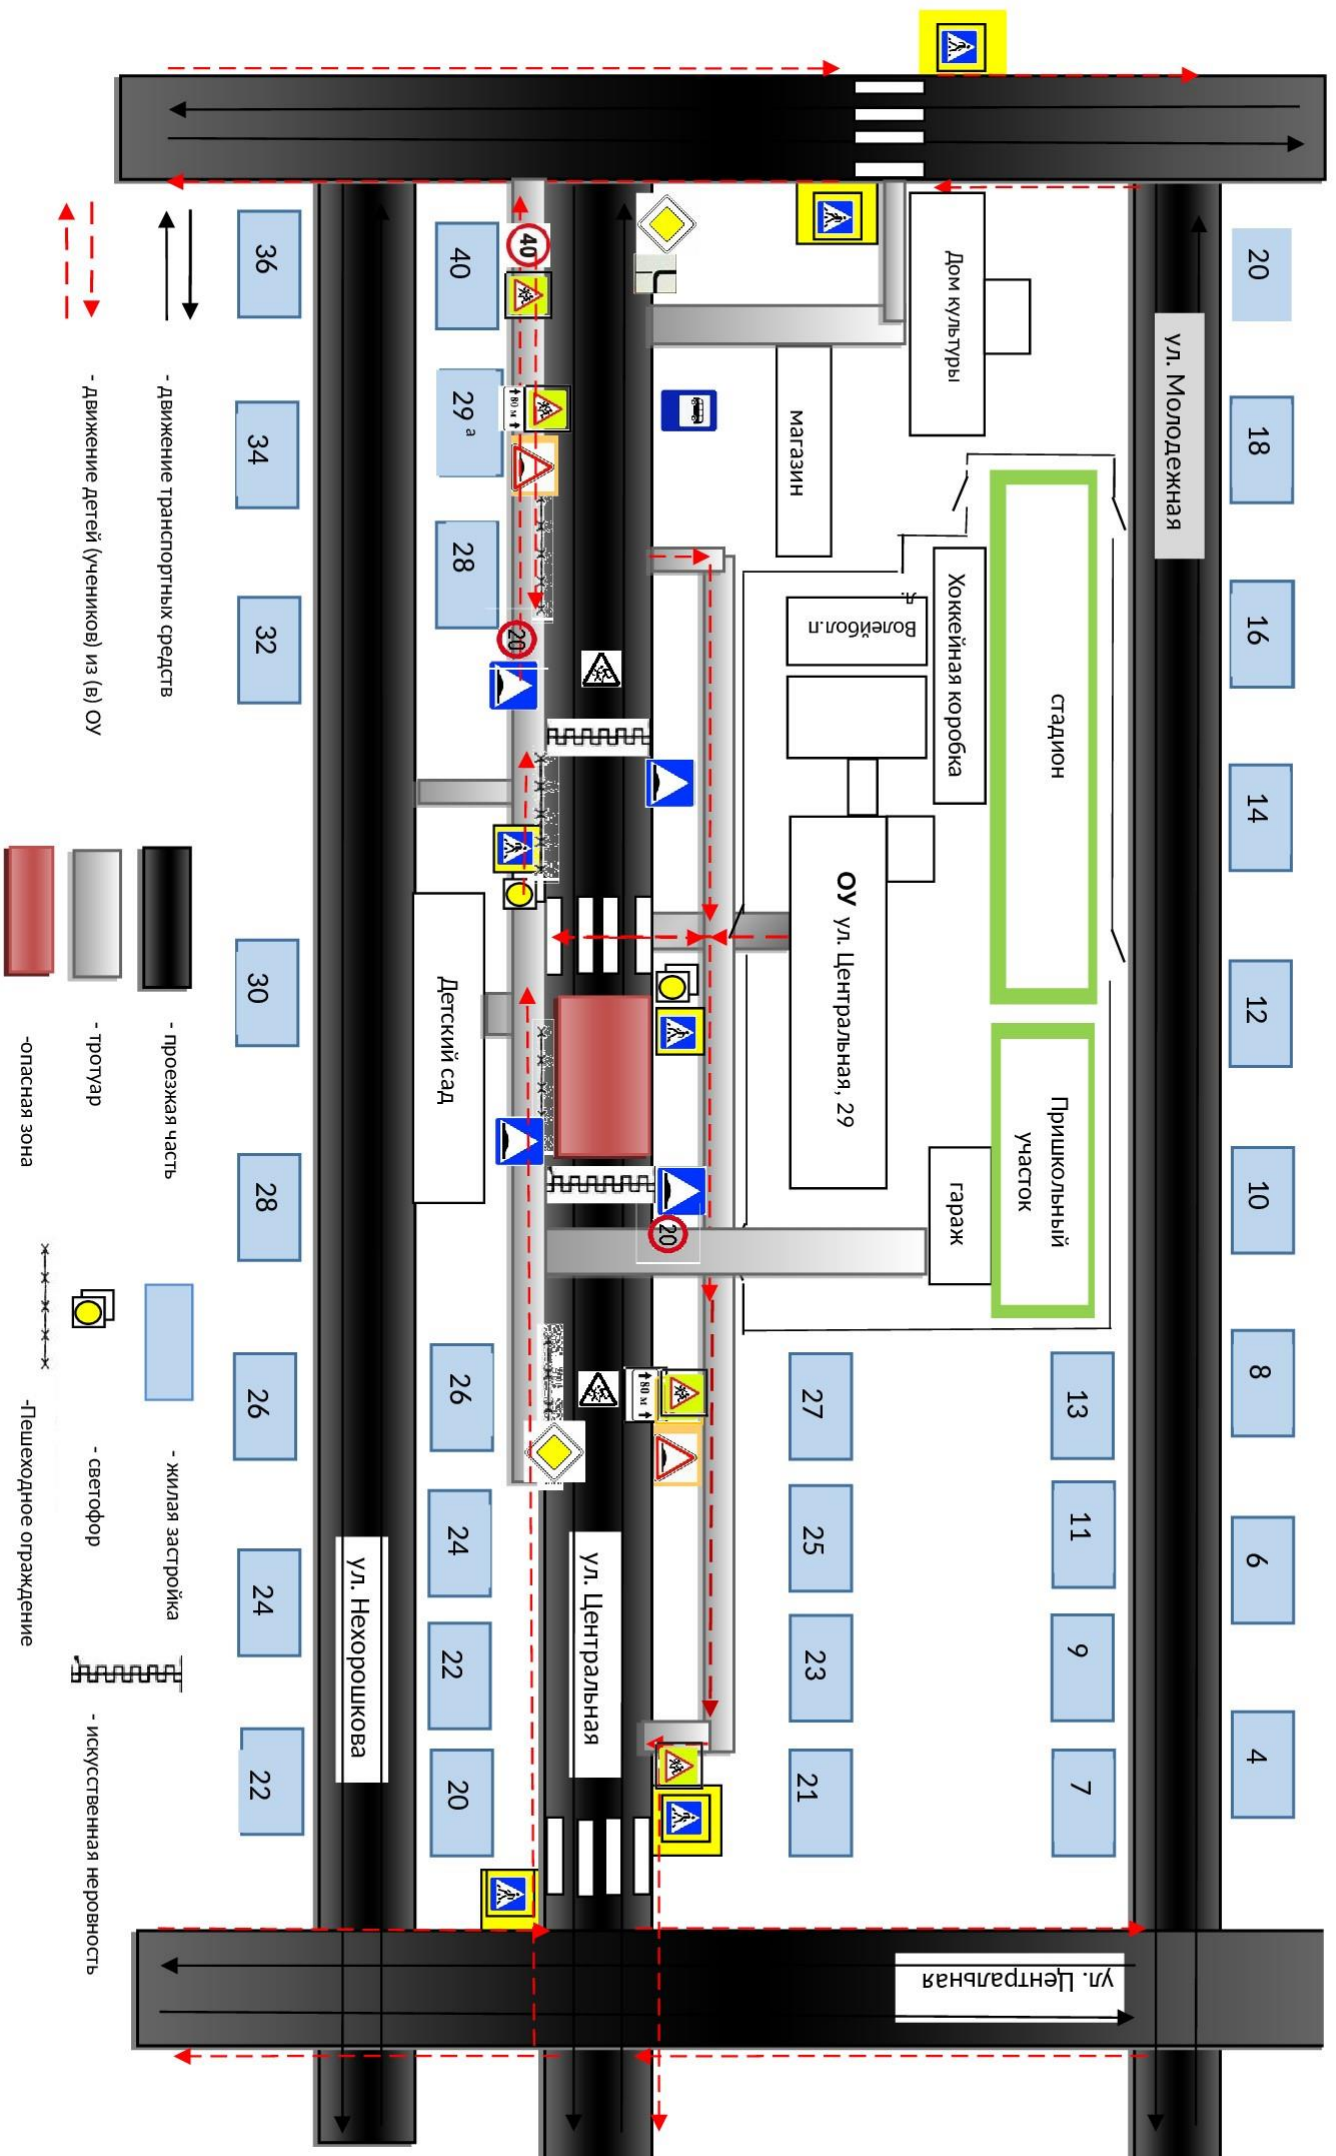 20
18
16
14
12
10
8
6
4
ул. Молодежная
Дом культуры
магазин
стадион
Хоккейная коробка
Волейбол.п
л.
Пришкольный
участок
гараж
ОУ ул. Центральная, 29
13
11
9
7
27
25
23
21
40
80 м
20
20
80 м
ул. Центральная
ул. Центральная
40
29 а
28
Детский сад
26
24
22
20
ул. Нехорошкова
36
34
32
30
28
26
24
22
- движение транспортных средств
- движение детей (учеников) из (в) ОУ
- проезжая часть
- тротуар
-опасная зона
- жилая застройка
- светофор
-Пешеходное ограждение
- искусственная неровность